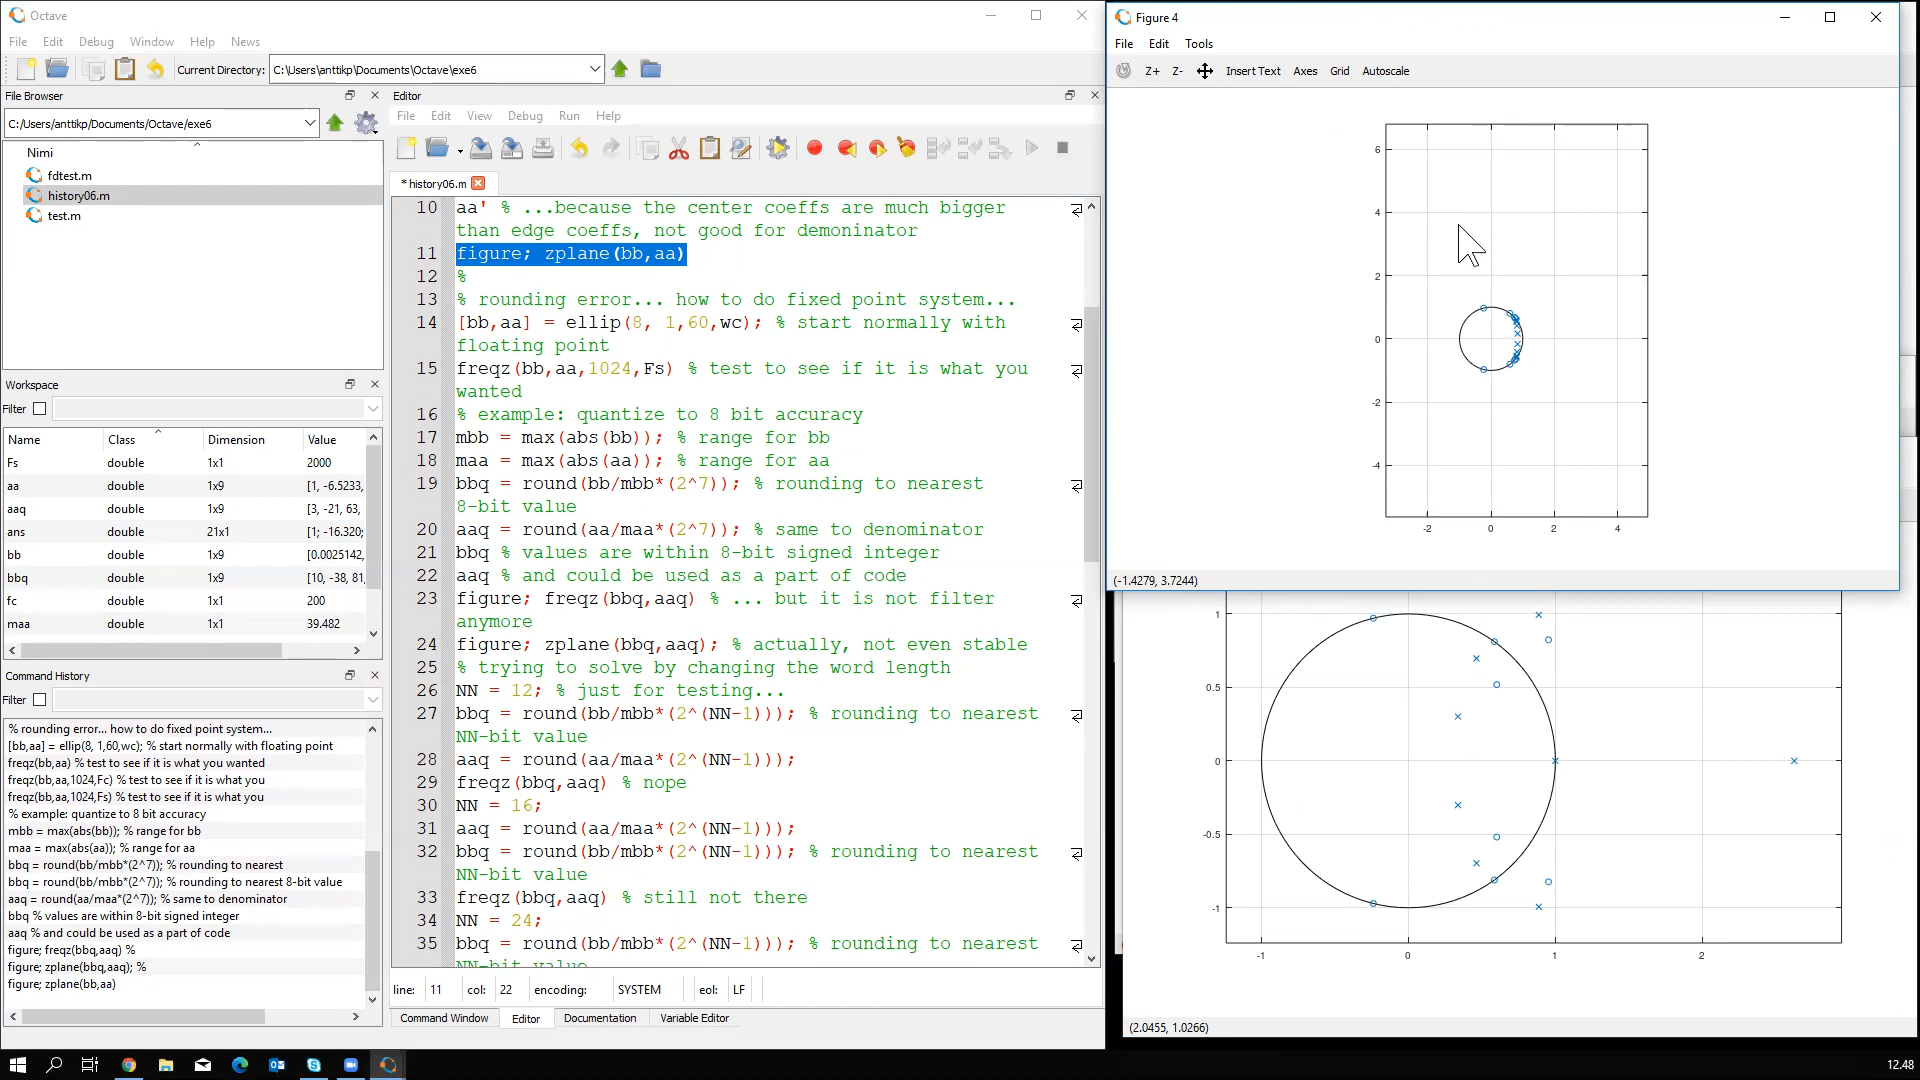 Octave
File Edit Debug Window Help News
Current Directory: C:\Users\anttikp\Documents\Octave\exe6
File Browser
C:/Users/anttikp/Documents/Octave/exe6
Nimi
fdtest.m
history06.m
test.m
Workspace
Filter
Name Class Dimension Value
Fs double 1x1 2000
aa double 1x9 [1, -6.5233,
aaq double 1x9 [3, -21, 63,
ans double 21x1 [1; -16.320;
bb double 1x9 [0.0025142,
bbq double 1x9 [10, -38, 81,
fc double 1x1 200
maa double 1x1 39.482
Command History
Filter
% rounding error... how to do fixed point system...
[bb,aa] = ellip(8, 1,60,wc); % start normally with floating point
freqz(bb,aa) % test to see if it is what you wanted
freqz(bb,aa,1024,Fc) % test to see if it is what you
freqz(bb,aa,1024,Fs) % test to see if it is what you
% example: quantize to 8 bit accuracy
mbb = max(abs(bb)); % range for bb
maa = max(abs(aa)); % range for aa
bbq = round(bb/mbb*(2^7)); % rounding to nearest
bbq = round(bb/mbb*(2^7)); % rounding to nearest 8-bit value
aaq = round(aa/maa*(2^7)); % same to denominator
bbq % values are within 8-bit signed integer
aaq % and could be used as a part of code
figure; freqz(bbq,aaq) %
figure; zplane(bbq,aaq); %
figure; zplane(bb,aa)
Editor
File Edit View Debug Run Help
* history06.m
10 aa' % ...because the center coeffs are much bigger
than edge coeffs, not good for demoninator
11 figure; zplane(bb,aa)
12 %
13 % rounding error... how to do fixed point system...
14 [bb,aa] = ellip(8, 1,60,wc); % start normally with
floating point
15 freqz(bb,aa,1024,Fs) % test to see if it is what you
wanted
16 % example: quantize to 8 bit accuracy
17 mbb = max(abs(bb)); % range for bb
18 maa = max(abs(aa)); % range for aa
19 bbq = round(bb/mbb*(2^7)); % rounding to nearest
8-bit value
20 aaq = round(aa/maa*(2^7)); % same to denominator
21 bbq % values are within 8-bit signed integer
22 aaq % and could be used as a part of code
23 figure; freqz(bbq,aaq) % ... but it is not filter
anymore
24 figure; zplane(bbq,aaq); % actually, not even stable
25 % trying to solve by changing the word length
26 NN = 12; % just for testing...
27 bbq = round(bb/mbb*(2^(NN-1))); % rounding to nearest
NN-bit value
28 aaq = round(aa/maa*(2^(NN-1)));
29 freqz(bbq,aaq) % nope
30 NN = 16;
31 aaq = round(aa/maa*(2^(NN-1)));
32 bbq = round(bb/mbb*(2^(NN-1))); % rounding to nearest
NN-bit value
33 freqz(bbq,aaq) % still not there
34 NN = 24;
35 bbq = round(bb/mbb*(2^(NN-1))); % rounding to nearest
NN-bit value
line: 11 col: 22 encoding: SYSTEM eol: LF
Command Window Editor Documentation Variable Editor
Figure 4
File Edit Tools
Z+ Z- Insert Text Axes Grid Autoscale
6
4
2
0
-2
-4
-2 0 2 4
(-1.4279, 3.7244)
1
0.5
0
-0.5
-1
-1 0 1 2
(2.0455, 1.0266)
12.48